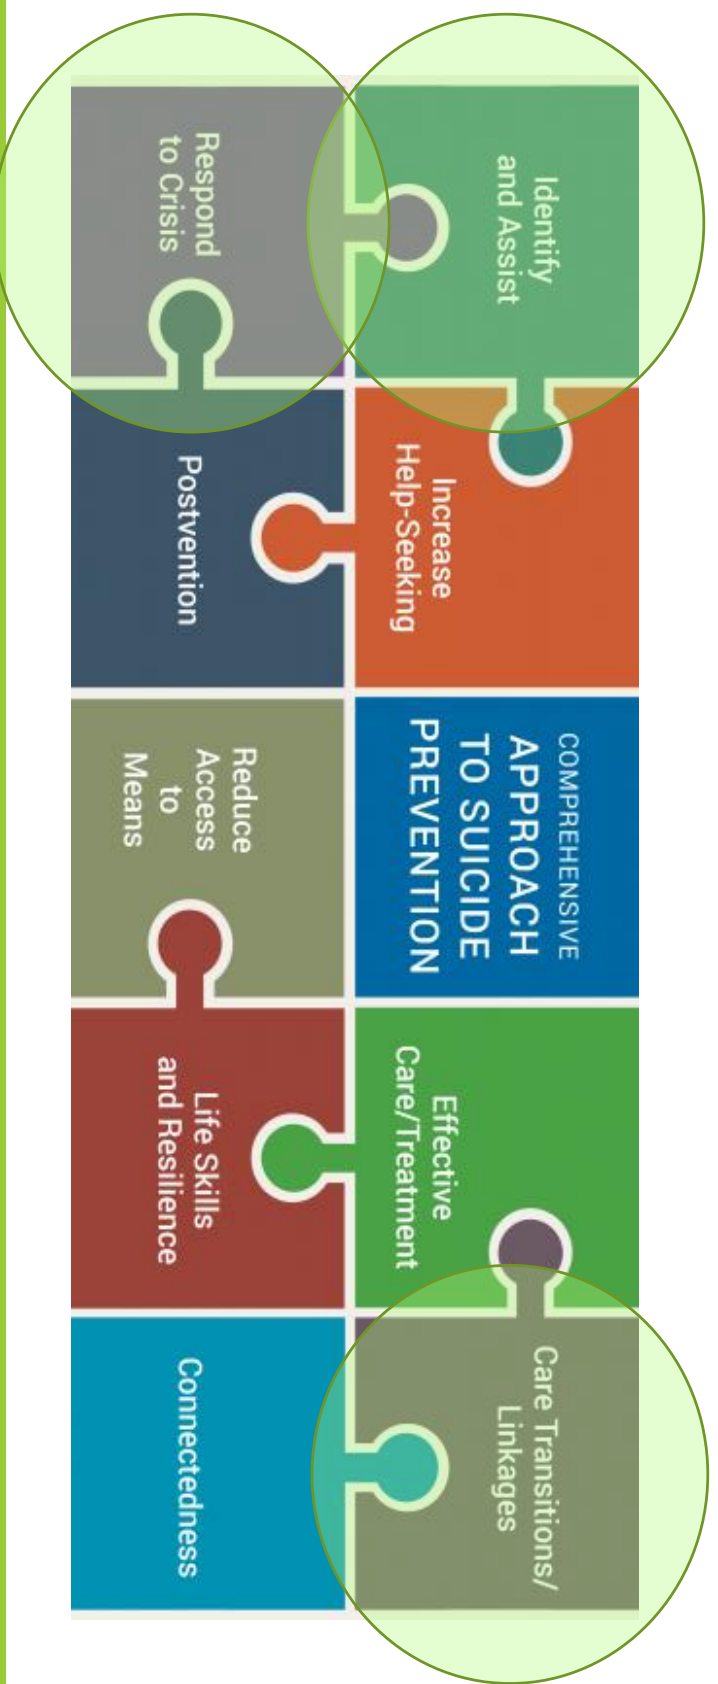 Identify
and Assist
Increase
Help-Seeking
COMPREHENSIVE
APPROACH
TO SUICIDE
PREVENTION
Effective
Care/Treatment
Care Transitions/
Linkages
Respond
to Crisis
Postvention
Reduce
Access
to
Means
Life Skills
and Resilience
Connectedness